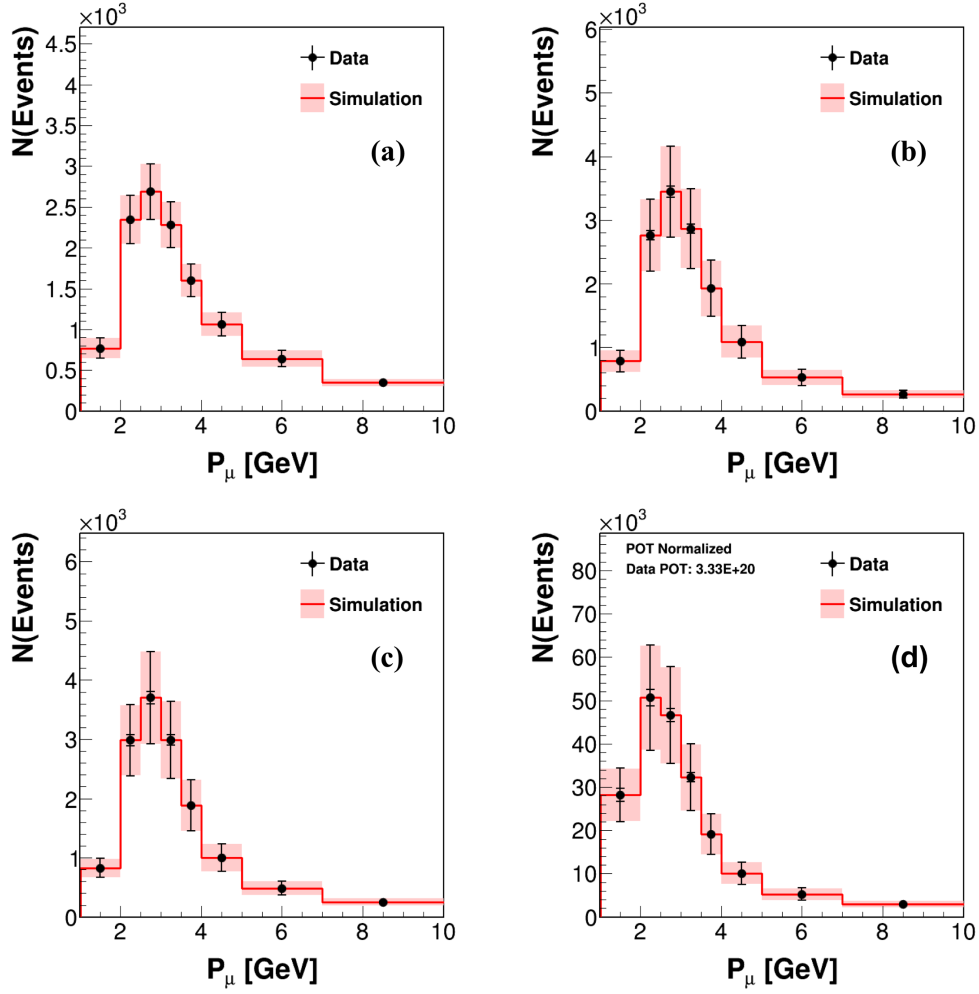 ×10³
N(Events)
4.5
4
3.5
3
2.5
2
1.5
1
0.5
0
Data
Simulation
(a)
2 4 6 8 10
P_μ [GeV]
×10³
N(Events)
6
4
2
0
Data
Simulation
(b)
2 4 6 8 10
P_μ [GeV]
×10³
N(Events)
6
5
4
3
2
1
0
Data
Simulation
(c)
2 4 6 8 10
P_μ [GeV]
×10³
N(Events)
80
70
60
50
40
30
20
10
0
POT Normalized
Data POT: 3.33E+20
Data
Simulation
(d)
2 4 6 8 10
P_μ [GeV]